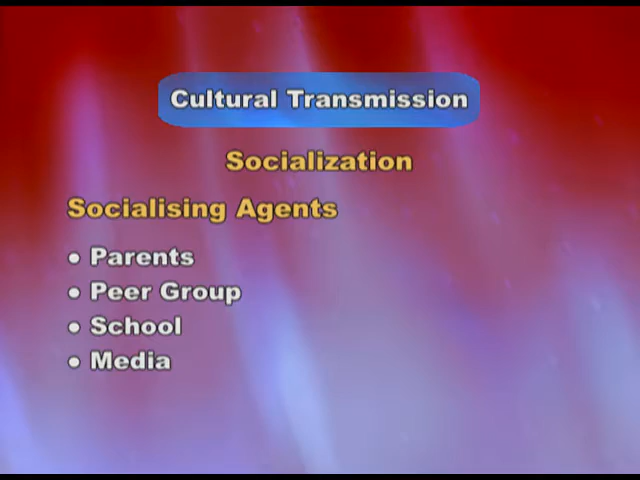 Cultural Transmission
Socialization
Socialising Agents
• Parents
• Peer Group
• School
• Media